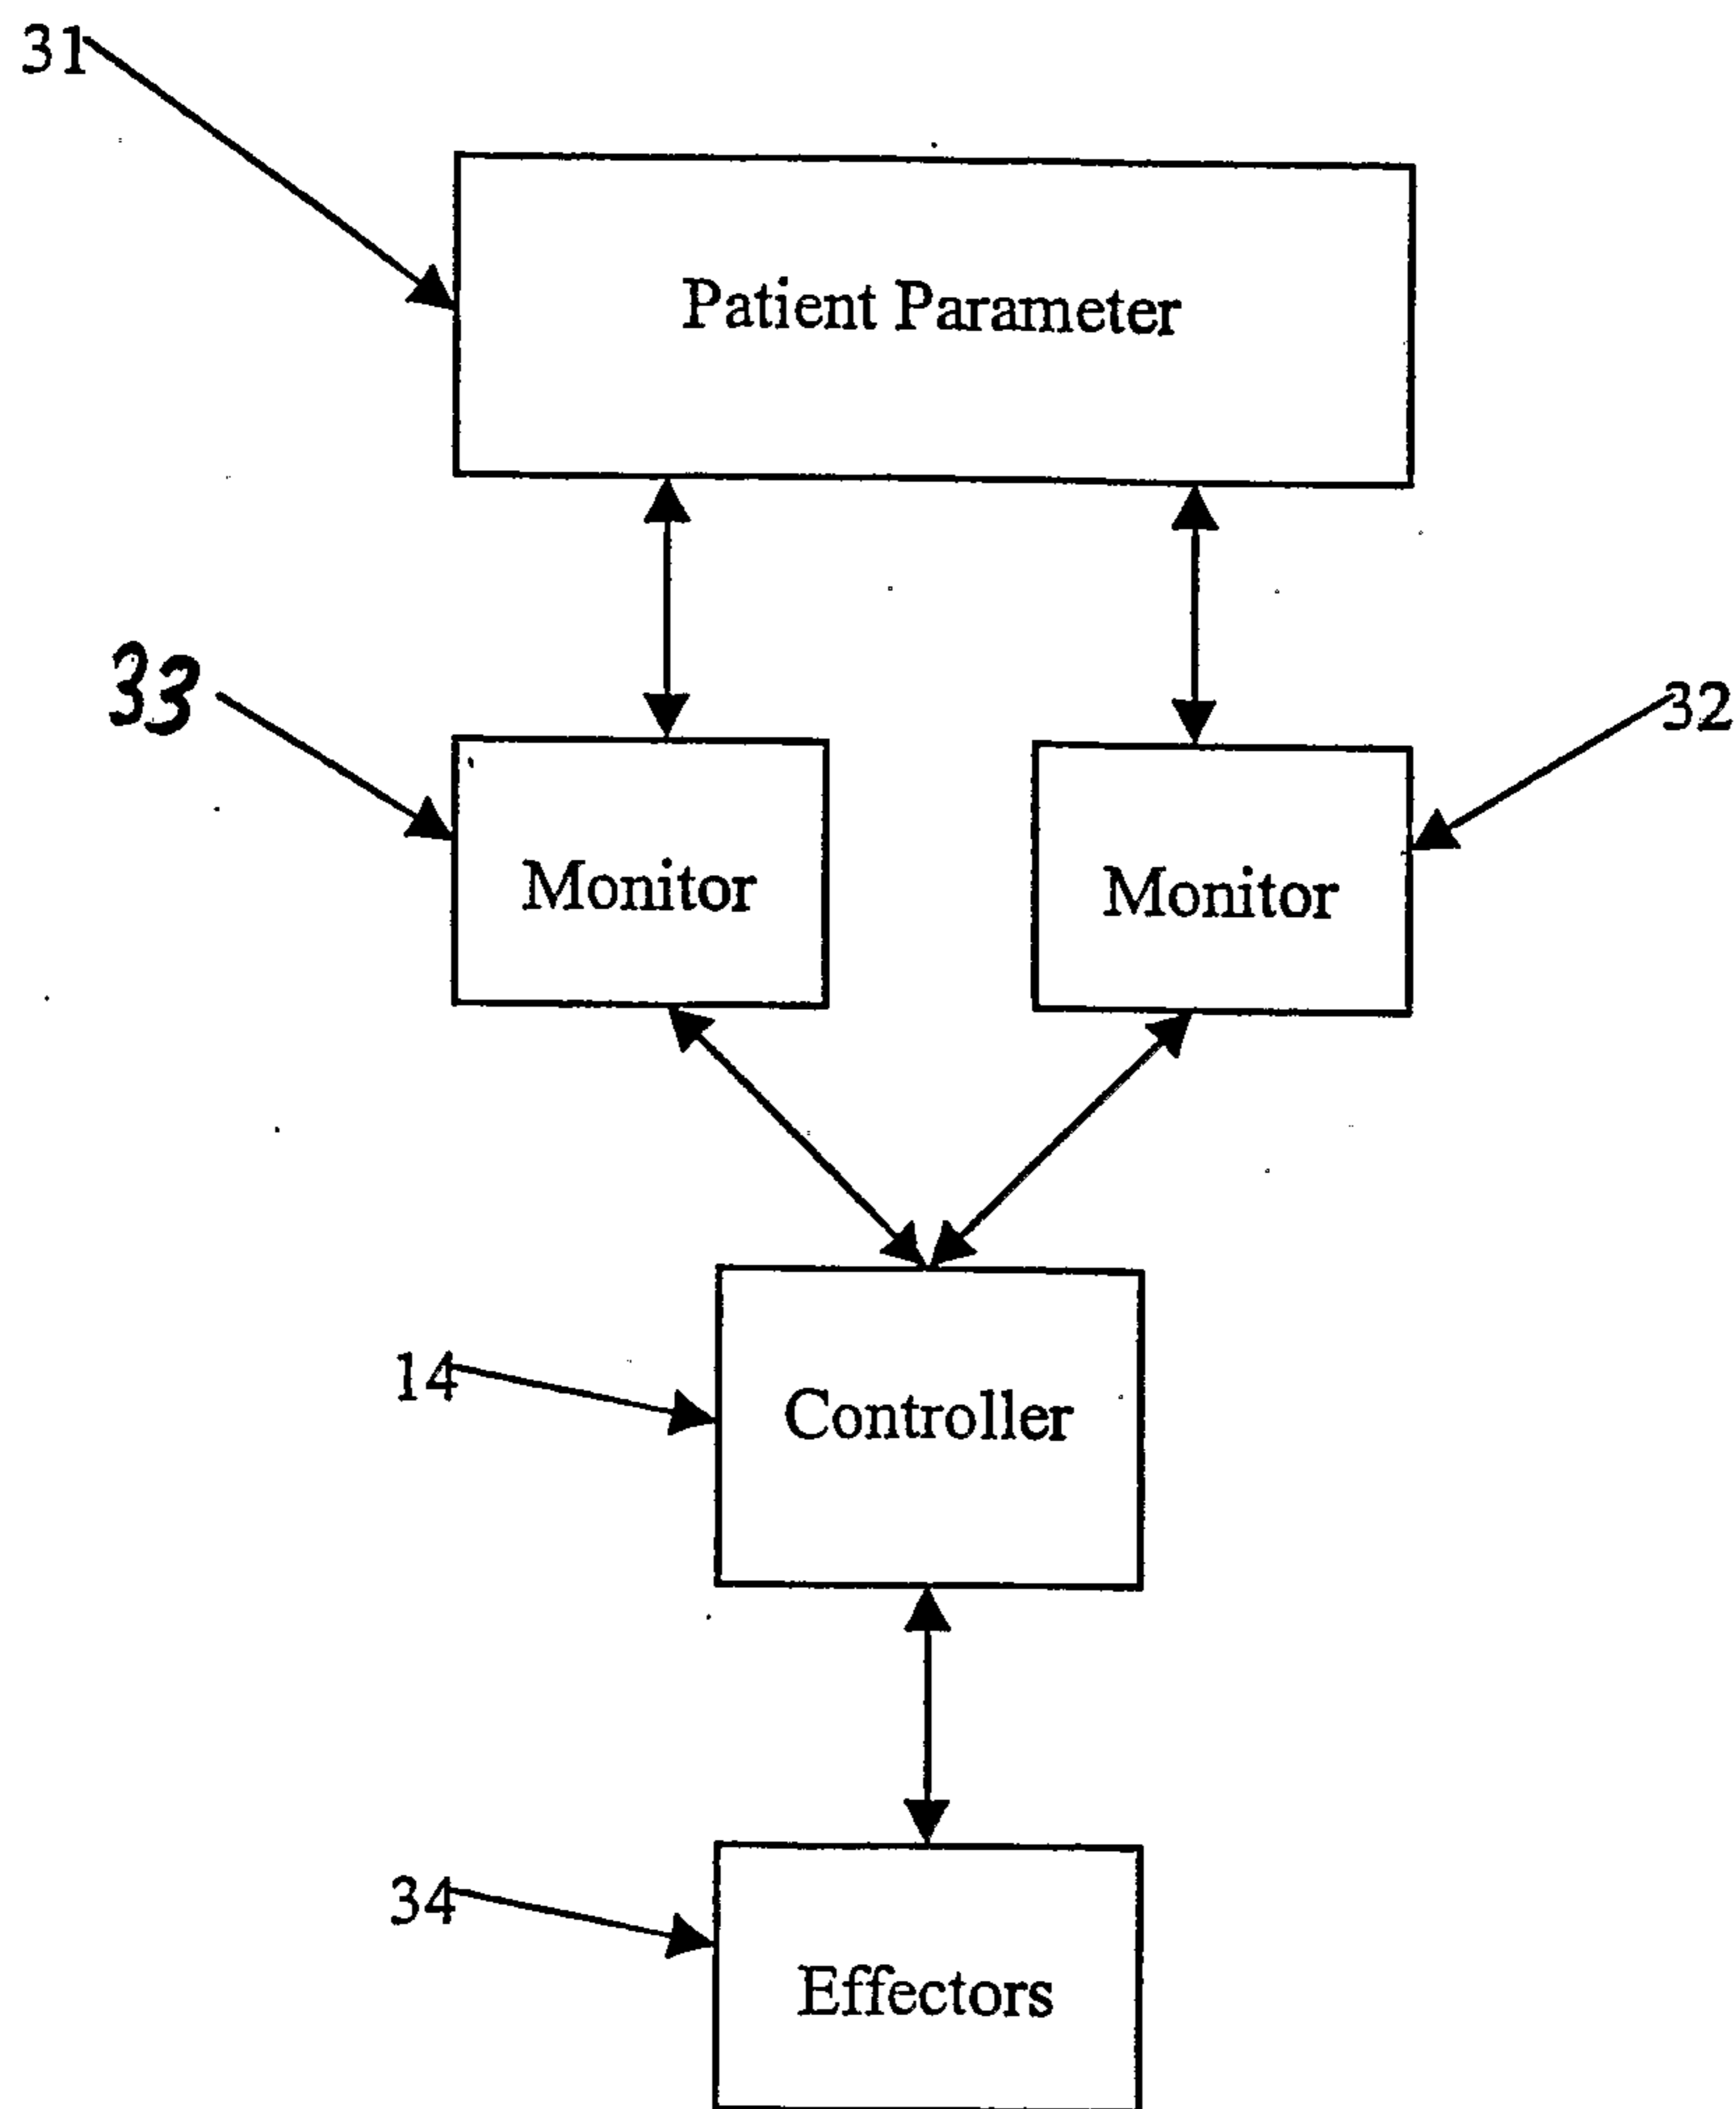 31
Patient Parameter
33
32
Monitor
Monitor
14
Controller
34
Effectors